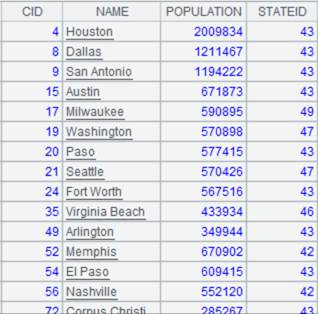 CID NAME POPULATION STATEID
4 Houston 2009834 43
8 Dallas 1211467 43
9 San Antonio 1194222 43
15 Austin 671873 43
17 Milwaukee 590895 49
19 Washington 570898 47
20 Paso 577415 43
21 Seattle 570426 47
24 Fort Worth 567516 43
35 Virginia Beach 433934 46
49 Arlington 349944 43
52 Memphis 670902 42
54 El Paso 609415 43
56 Nashville 552120 42
72 Corpus Christi 285267 43